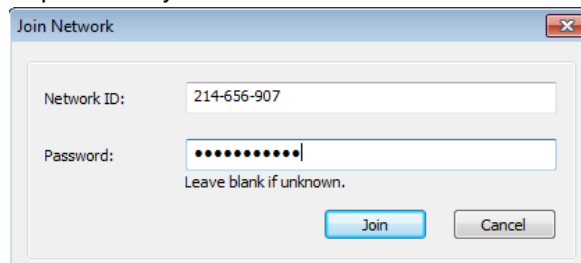 Join Network
Network ID: 214-656-907
Password: •••••••••••
Leave blank if unknown.
Join Cancel